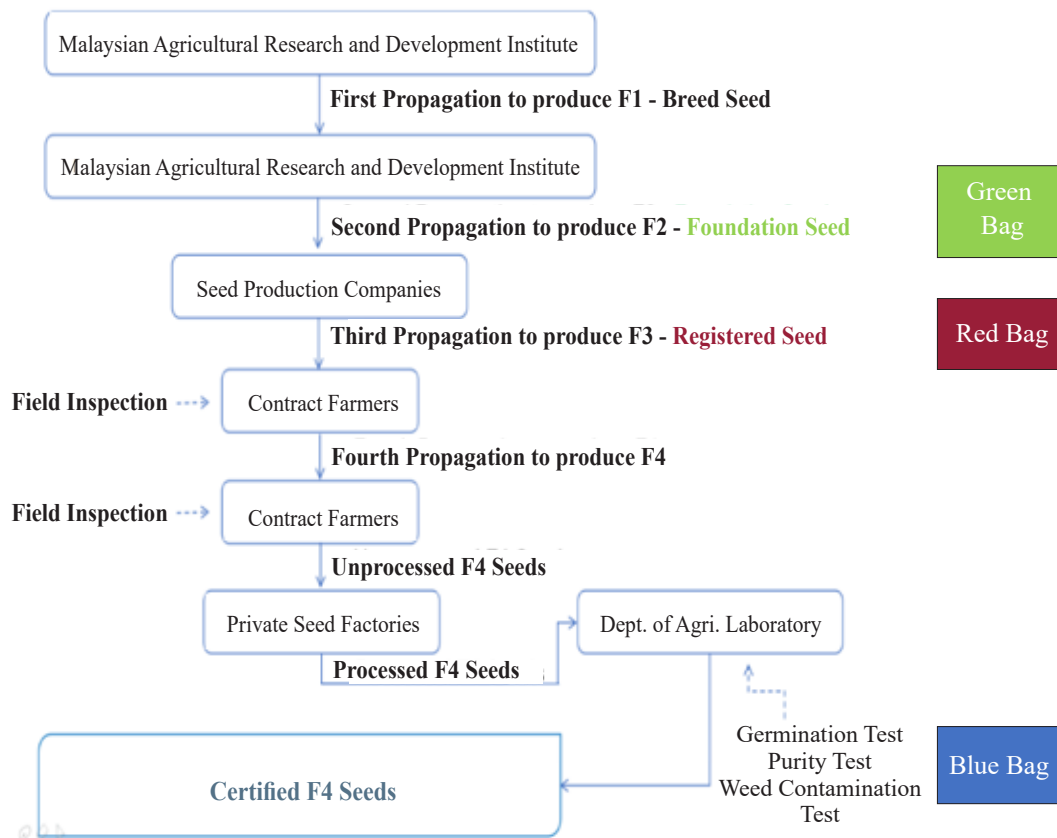 Malaysian Agricultural Research and Development Institute
First Propagation to produce F1 - Breed Seed
Malaysian Agricultural Research and Development Institute
Green
Bag
Second Propagation to produce F2 - Foundation Seed
Seed Production Companies
Third Propagation to produce F3 - Registered Seed
Red Bag
Field Inspection
Contract Farmers
Fourth Propagation to produce F4
Field Inspection
Contract Farmers
Unprocessed F4 Seeds
Private Seed Factories
Dept. of Agri. Laboratory
Processed F4 Seeds
Germination Test
Purity Test
Weed Contamination
Test
Blue Bag
Certified F4 Seeds